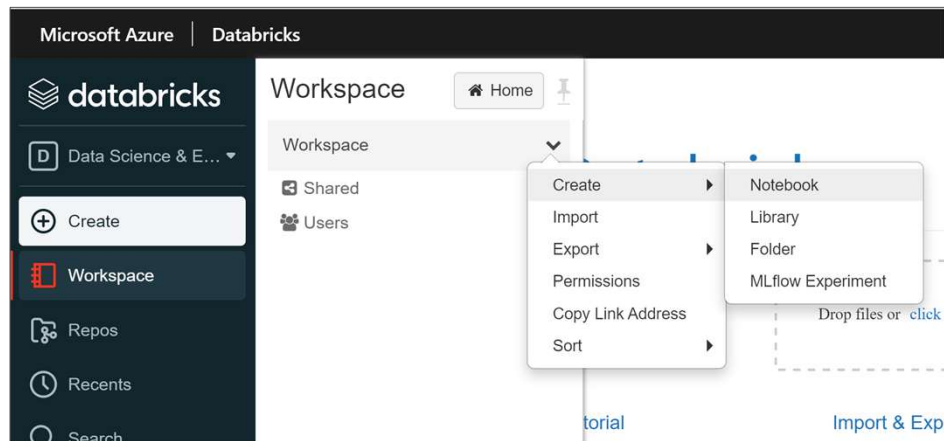 Microsoft Azure | Databricks
databricks
D Data Science & E...
Create
Workspace
Repos
Recents
Search
Workspace
Home
Workspace
Shared
Users
Create
Import
Export
Permissions
Copy Link Address
Sort
Notebook
Library
Folder
MLflow Experiment
Drop files or click
torial
Import & Exp